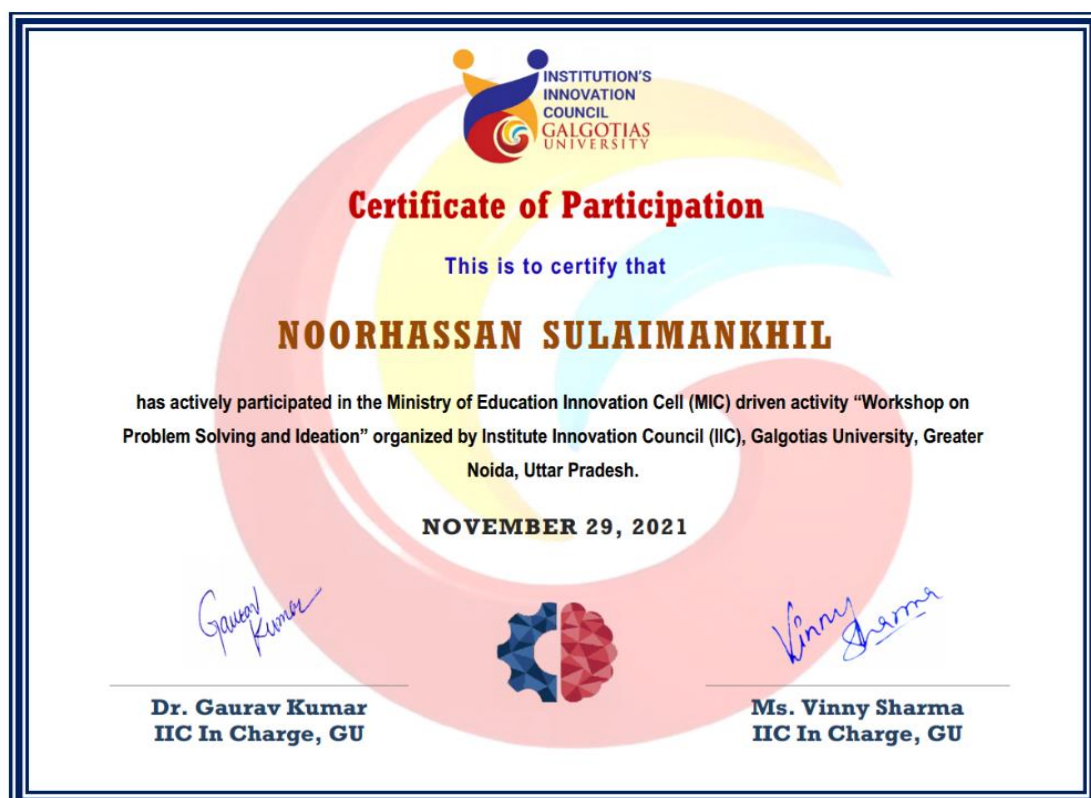 INSTITUTION'S
INNOVATION
COUNCIL
GALGOTIAS
UNIVERSITY
Certificate of Participation
This is to certify that
NOORHASSAN SULAIMANKHIL
has actively participated in the Ministry of Education Innovation Cell (MIC) driven activity “Workshop on
Problem Solving and Ideation” organized by Institute Innovation Council (IIC), Galgotias University, Greater
Noida, Uttar Pradesh.
NOVEMBER 29, 2021
Gaurav
Kumar
Vinny
Sharma
Dr. Gaurav Kumar
IIC In Charge, GU
Ms. Vinny Sharma
IIC In Charge, GU